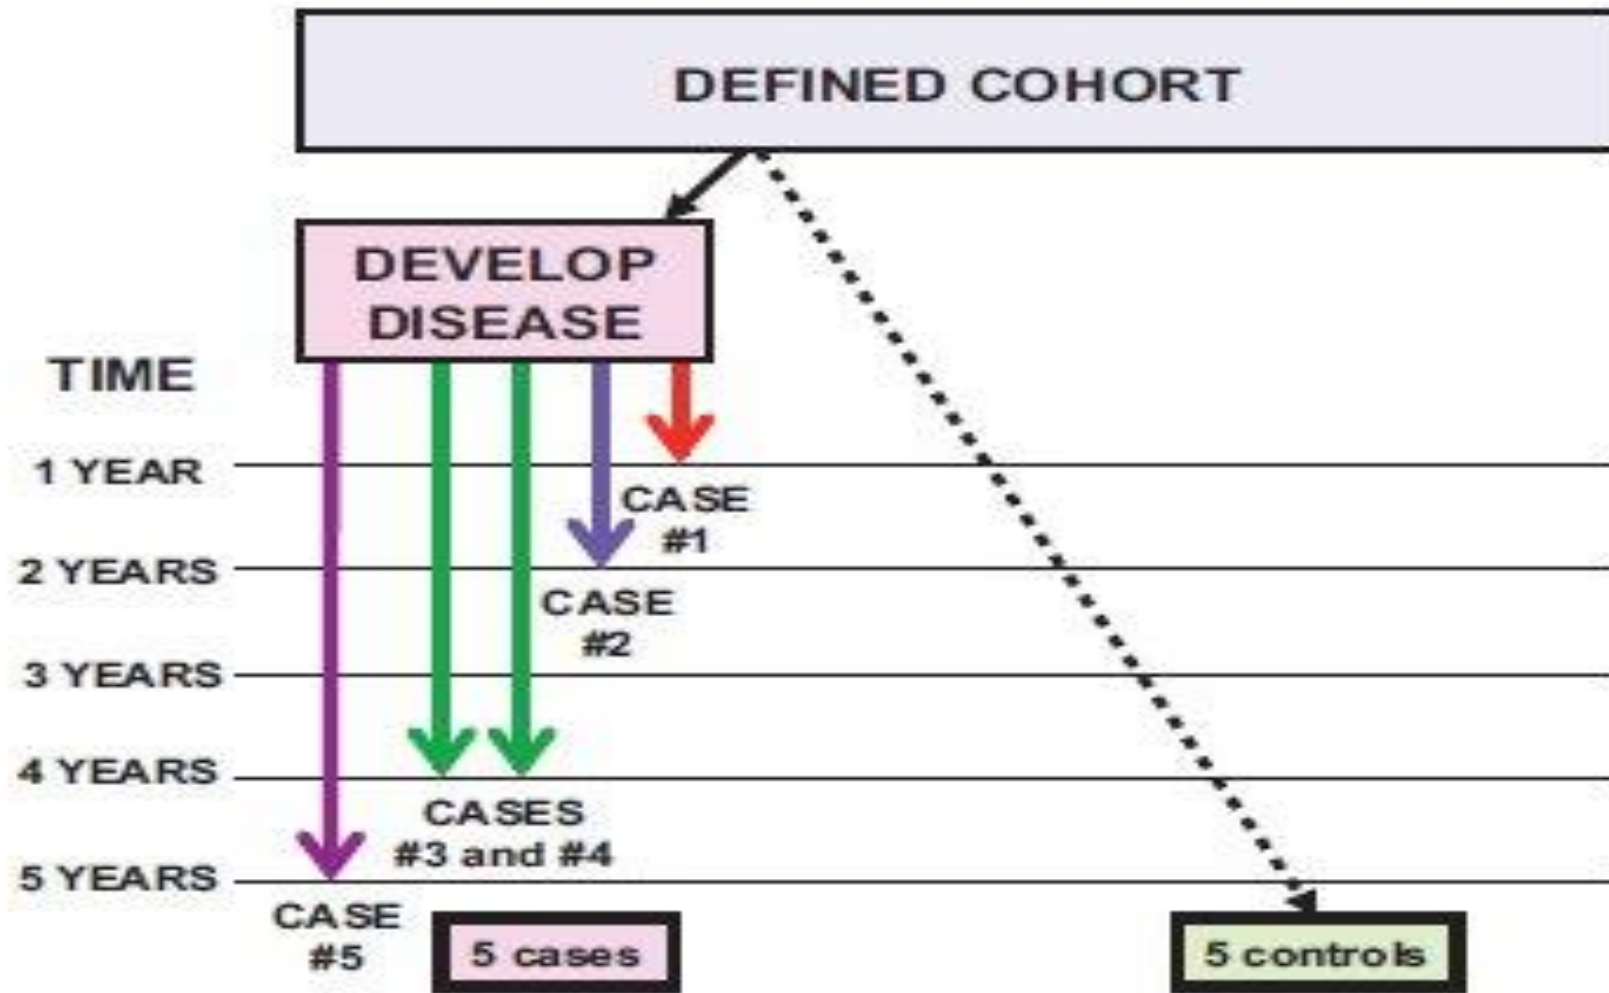 DEFINED COHORT
DEVELOP
DISEASE
TIME
1 YEAR
CASE
#1
2 YEARS
CASE
#2
3 YEARS
4 YEARS
CASES
#3 and #4
5 YEARS
CASE
#5
5 cases
5 controls